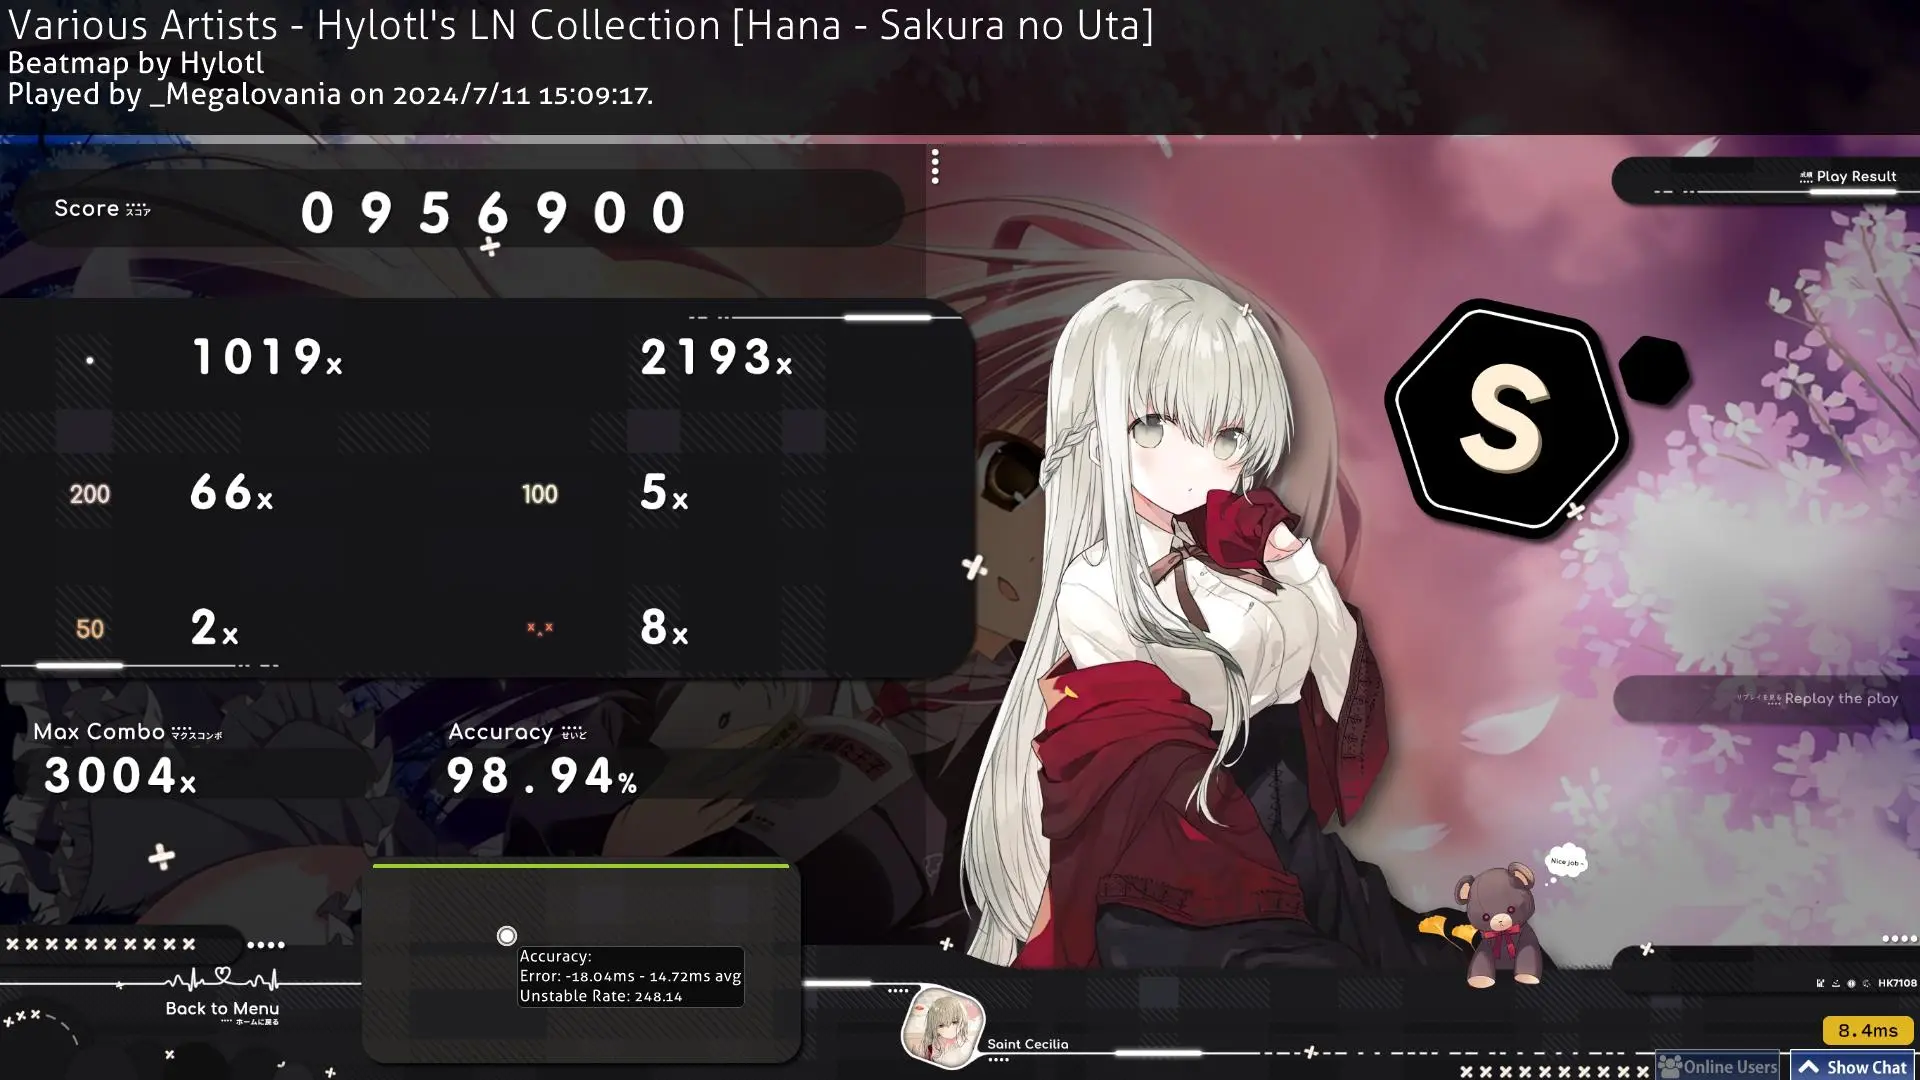 Various Artists - Hylotl's LN Collection [Hana - Sakura no Uta]
Beatmap by Hylotl
Played by _Megalovania on 2024/7/11 15:09:17.
Score スコア
0956900
成績 Play Result
1019x
2193x
S
200
66x
100
5x
50
2x
x^x
8x
リプレイを見る Replay the play
Max Combo マクスコンボ
3004x
Accuracy せいど
98.94%
Nice job~
Accuracy:
Error: -18.04ms - 14.72ms avg
Unstable Rate: 248.14
Back to Menu
ホームに戻る
HK7108
Saint Cecilia
8.4ms
Online Users
Show Chat